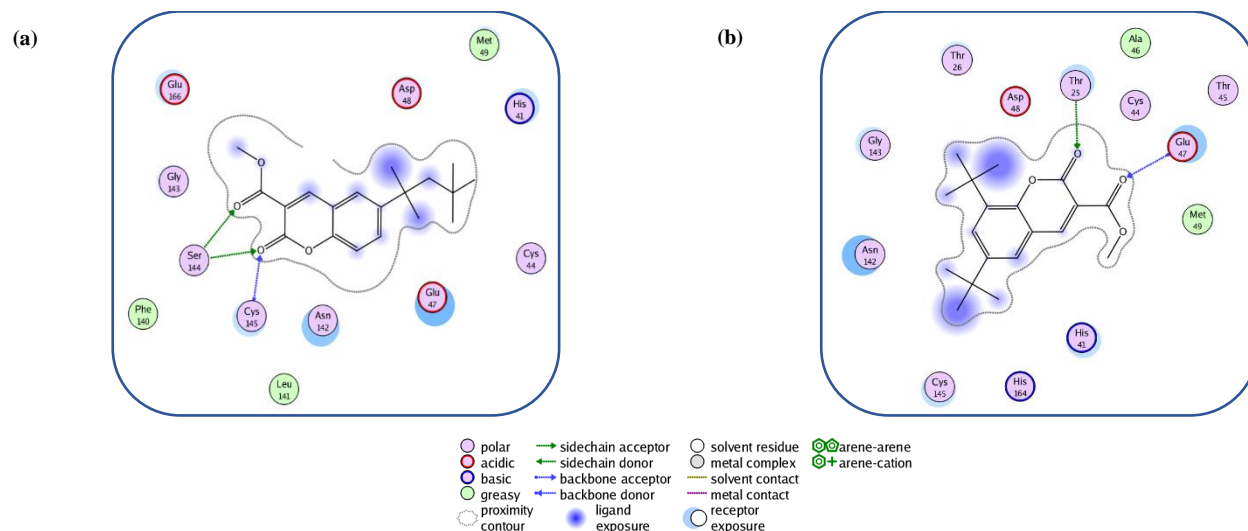 (a)
Met
49
Glu
166
Asp
48
His
41
Gly
143
O
O
O
O
Ser
144
Cys
44
Phe
140
Cys
145
Asn
142
Glu
47
Leu
141
(b)
Ala
46
Thr
26
Thr
25
Thr
45
Asp
48
Cys
44
Gly
143
Glu
47
O
O
O
O
Met
49
Asn
142
His
41
Cys
145
His
164
polar
acidic
basic
greasy
proximity
contour
sidechain acceptor
sidechain donor
backbone acceptor
backbone donor
ligand
exposure
solvent residue
metal complex
solvent contact
metal contact
receptor
exposure
arene-arene
arene-cation